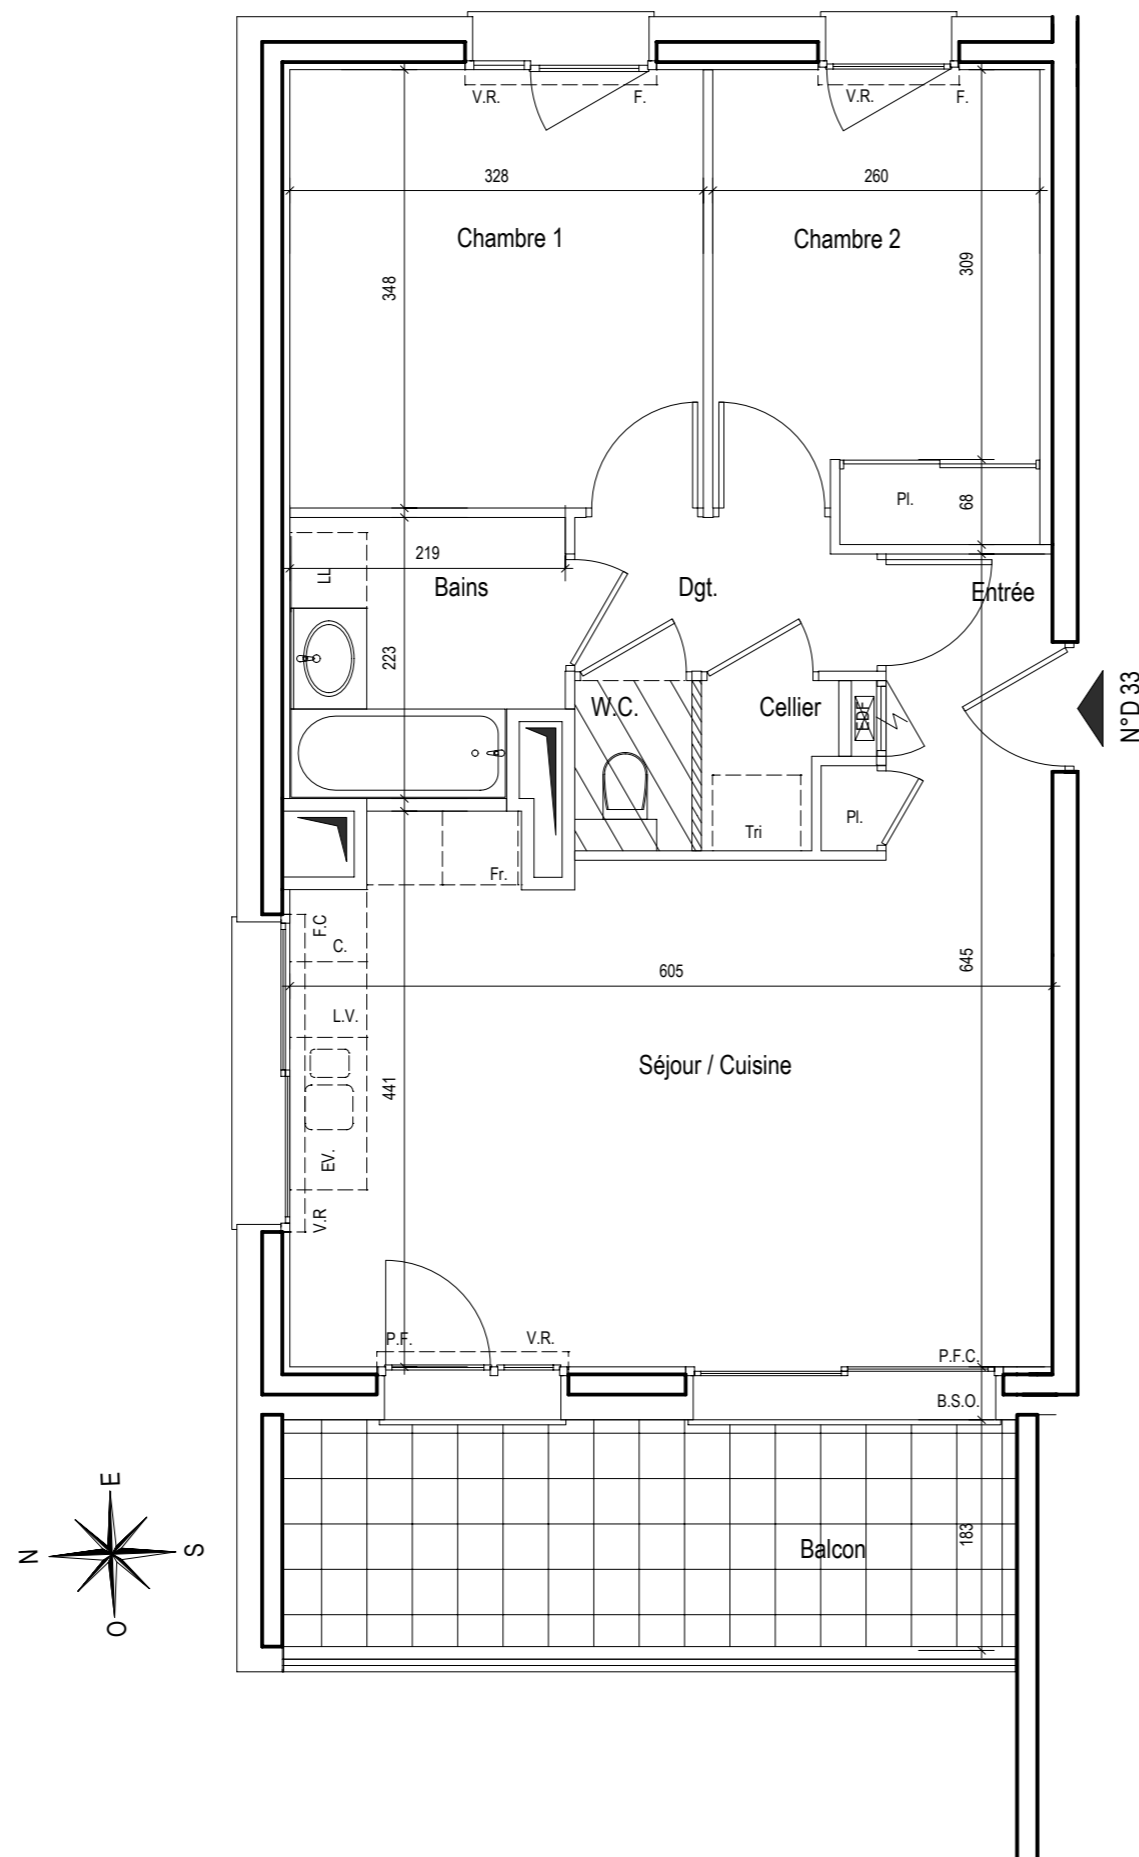 V.R.
F.
V.R.
F.
328
260
Chambre 1
Chambre 2
348
309
Pl.
68
219
LL
Bains
Dgt.
Entrée
223
W.C.
Cellier
EDF
N°D 33
Tri
Pl.
Fr.
F.C
C.
605
645
L.V.
Séjour / Cuisine
441
EV.
V.R
P.F.
V.R.
P.F.C.
B.S.O.
E
N
S
O
Balcon
183